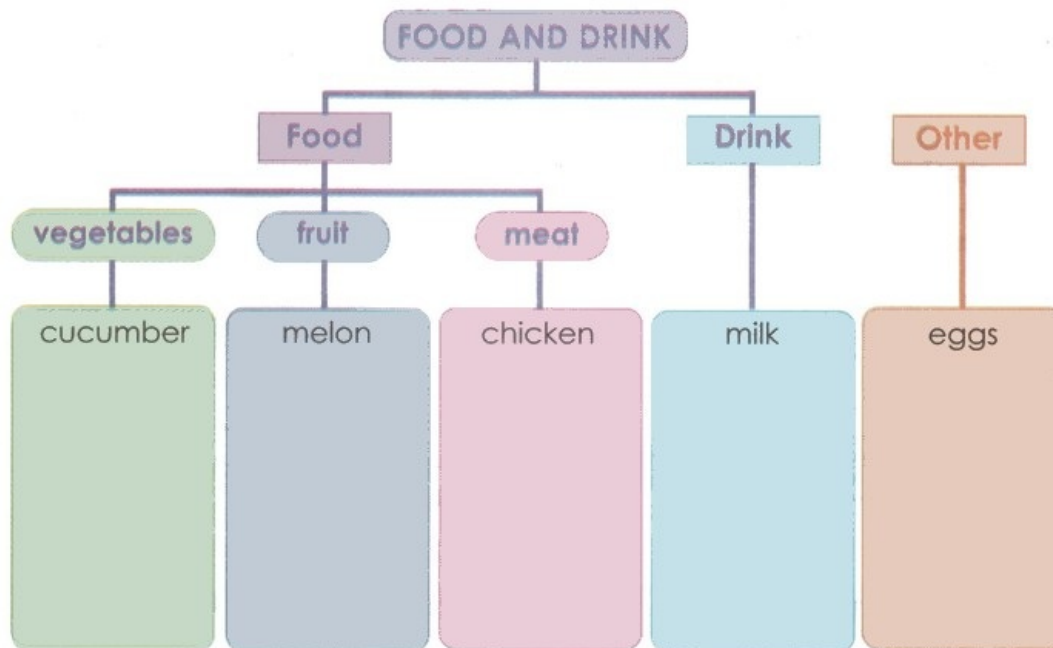 FOOD AND DRINK
Food
Drink
Other
vegetables
fruit
meat
cucumber
melon
chicken
milk
eggs